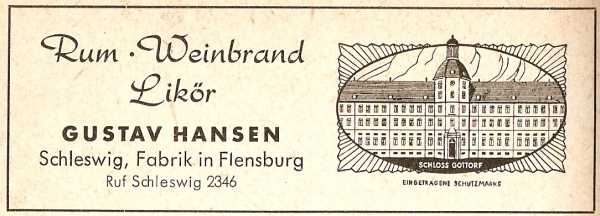 Rum · Weinbrand
Likör
GUSTAV HANSEN
Schleswig, Fabrik in Flensburg
Ruf Schleswig 2346
SCHLOSS GOTTORF
EINGETRAGENE SCHUTZMARKE